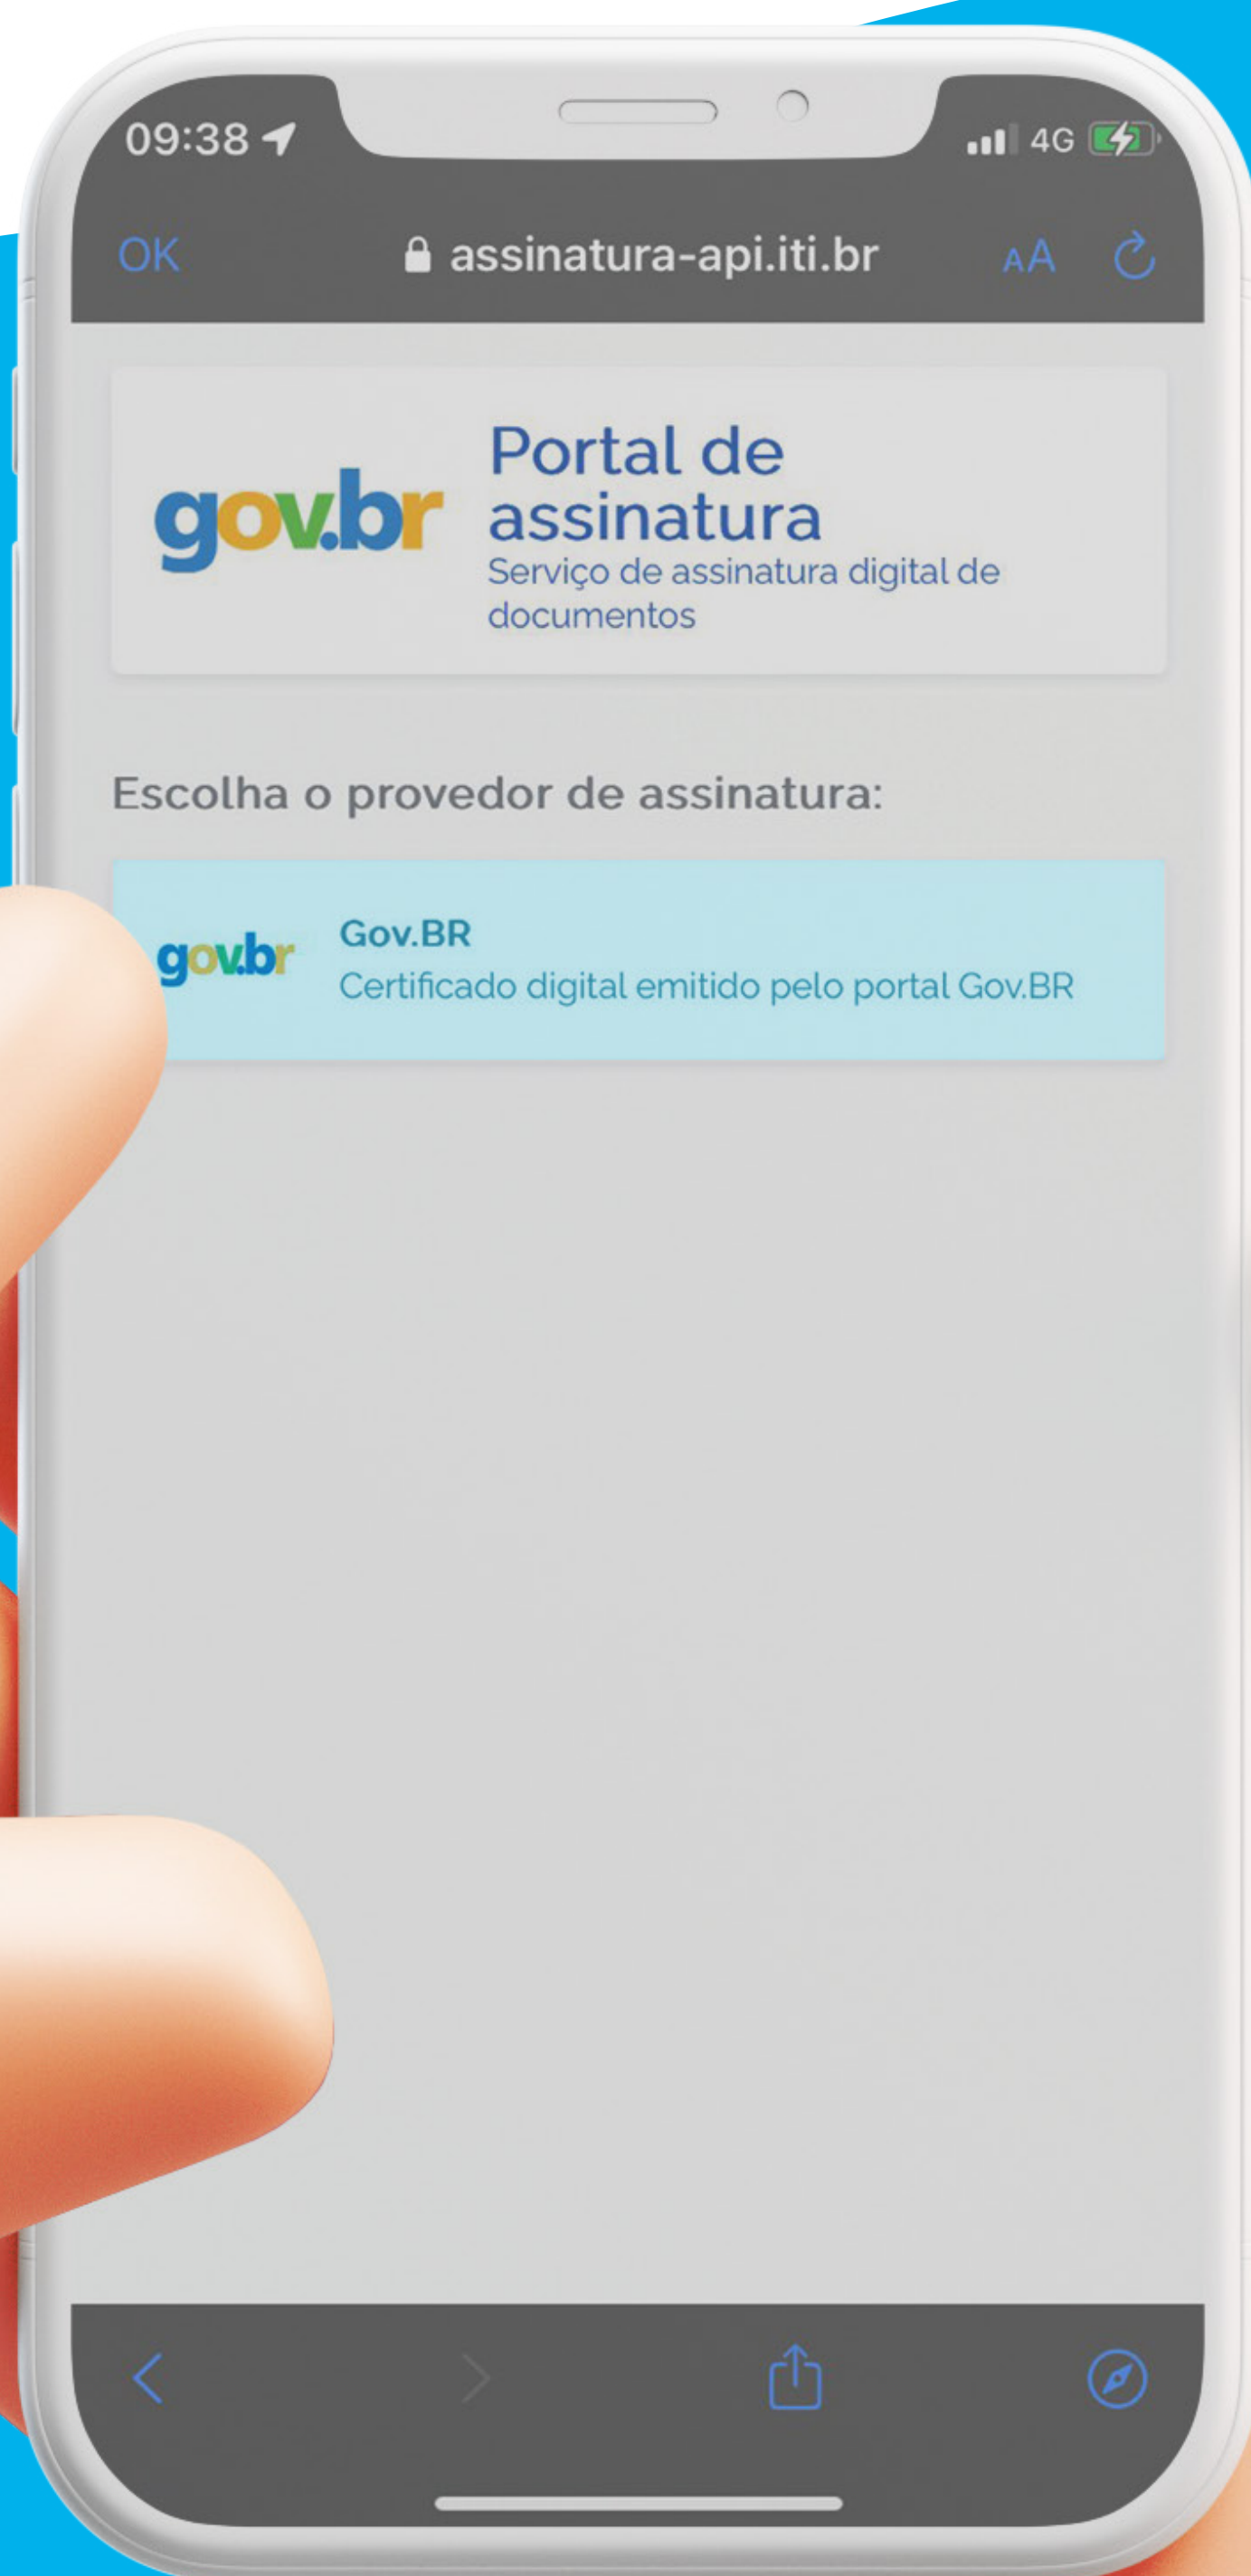 09:38
4G
OK
assinatura-api.iti.br
AA
gov.br
Portal de
assinatura
Serviço de assinatura digital de
documentos
Escolha o provedor de assinatura:
gov.br
Gov.BR
Certificado digital emitido pelo portal Gov.BR